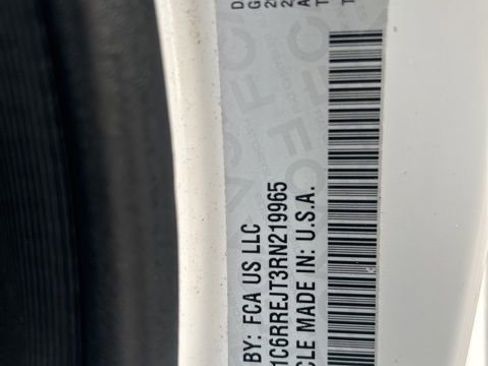 BY: FCA US LLC
1C6RREJT3RN219965
CLE MADE IN: U.S.A.